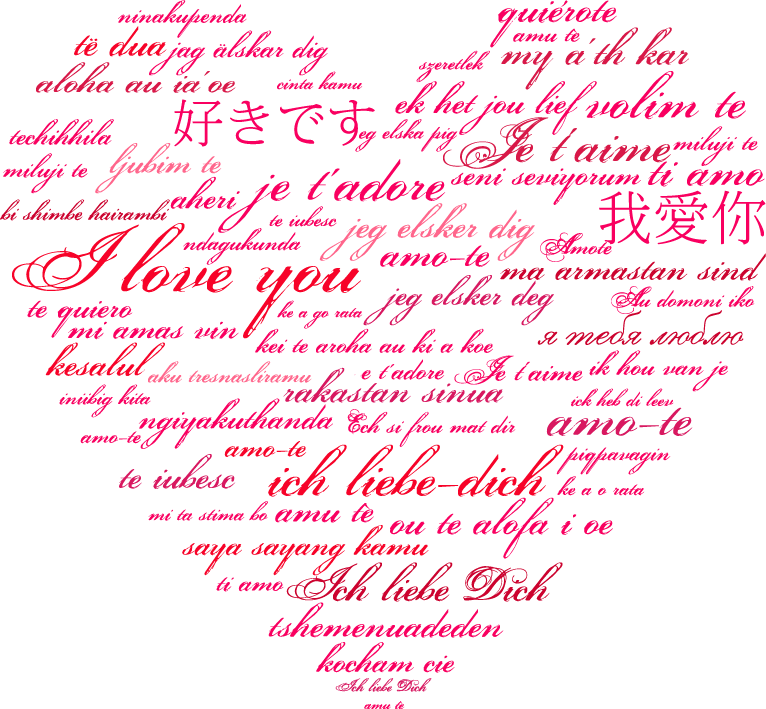 ninakupenda
quiérote
amu te
të dua
jag älskar dig
my a´th kar
szeretlek
aloha au ia´oe
cinta kamu
ek het jou lief
volim te
好きです
eg elska pig
techihhila
Je t'aime
miluji te
ljubim te
miluji te
seni seviyorum
ti amo
je t'adore
aheri
我愛你
bi shimbe hairambi
te iubesc
jeg elsker dig
ndagukunda
amo-te
Amote
I love you
ma armastan sind
jeg elsker deg
Au domoni iko
te quiero
ke a go rata
mi amas vin
я тебя люблю
kei te aroha au ki a koe
kesalul
aku tresnasliramu
e t'adore
Je t'aime
ik hou van je
rakastan sinua
iniibig kita
ick heb di leev
ngiyakuthanda
Ech si frou mat dir
amo-te
amo-te
amo-te
piqpavagin
te iubesc
ich liebe-dich
ke a o rata
mi ta stima bo
amu te
ou te alofa i oe
saya sayang kamu
ti amo
Ich liebe Dich
tshemenuadeden
kocham cie
Ich liebe Dich
amu te